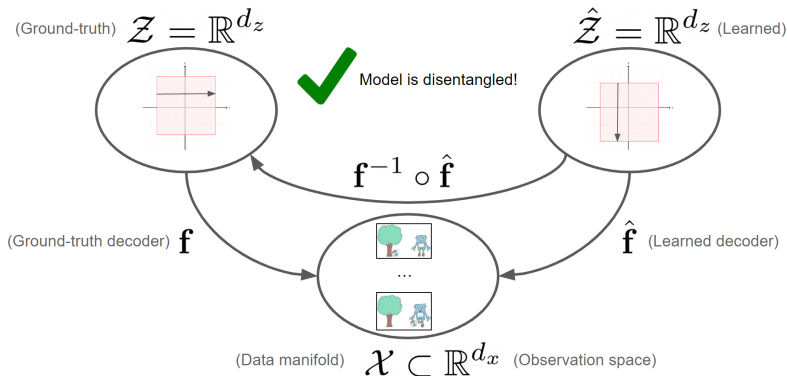 (Ground-truth) 𝒵 = ℝ^{d_z}
𝒵̂ = ℝ^{d_z} (Learned)
Model is disentangled!
𝐟⁻¹ ∘ 𝐟̂
(Ground-truth decoder) 𝐟
𝐟̂ (Learned decoder)
...
(Data manifold) 𝒳 ⊂ ℝ^{d_x} (Observation space)